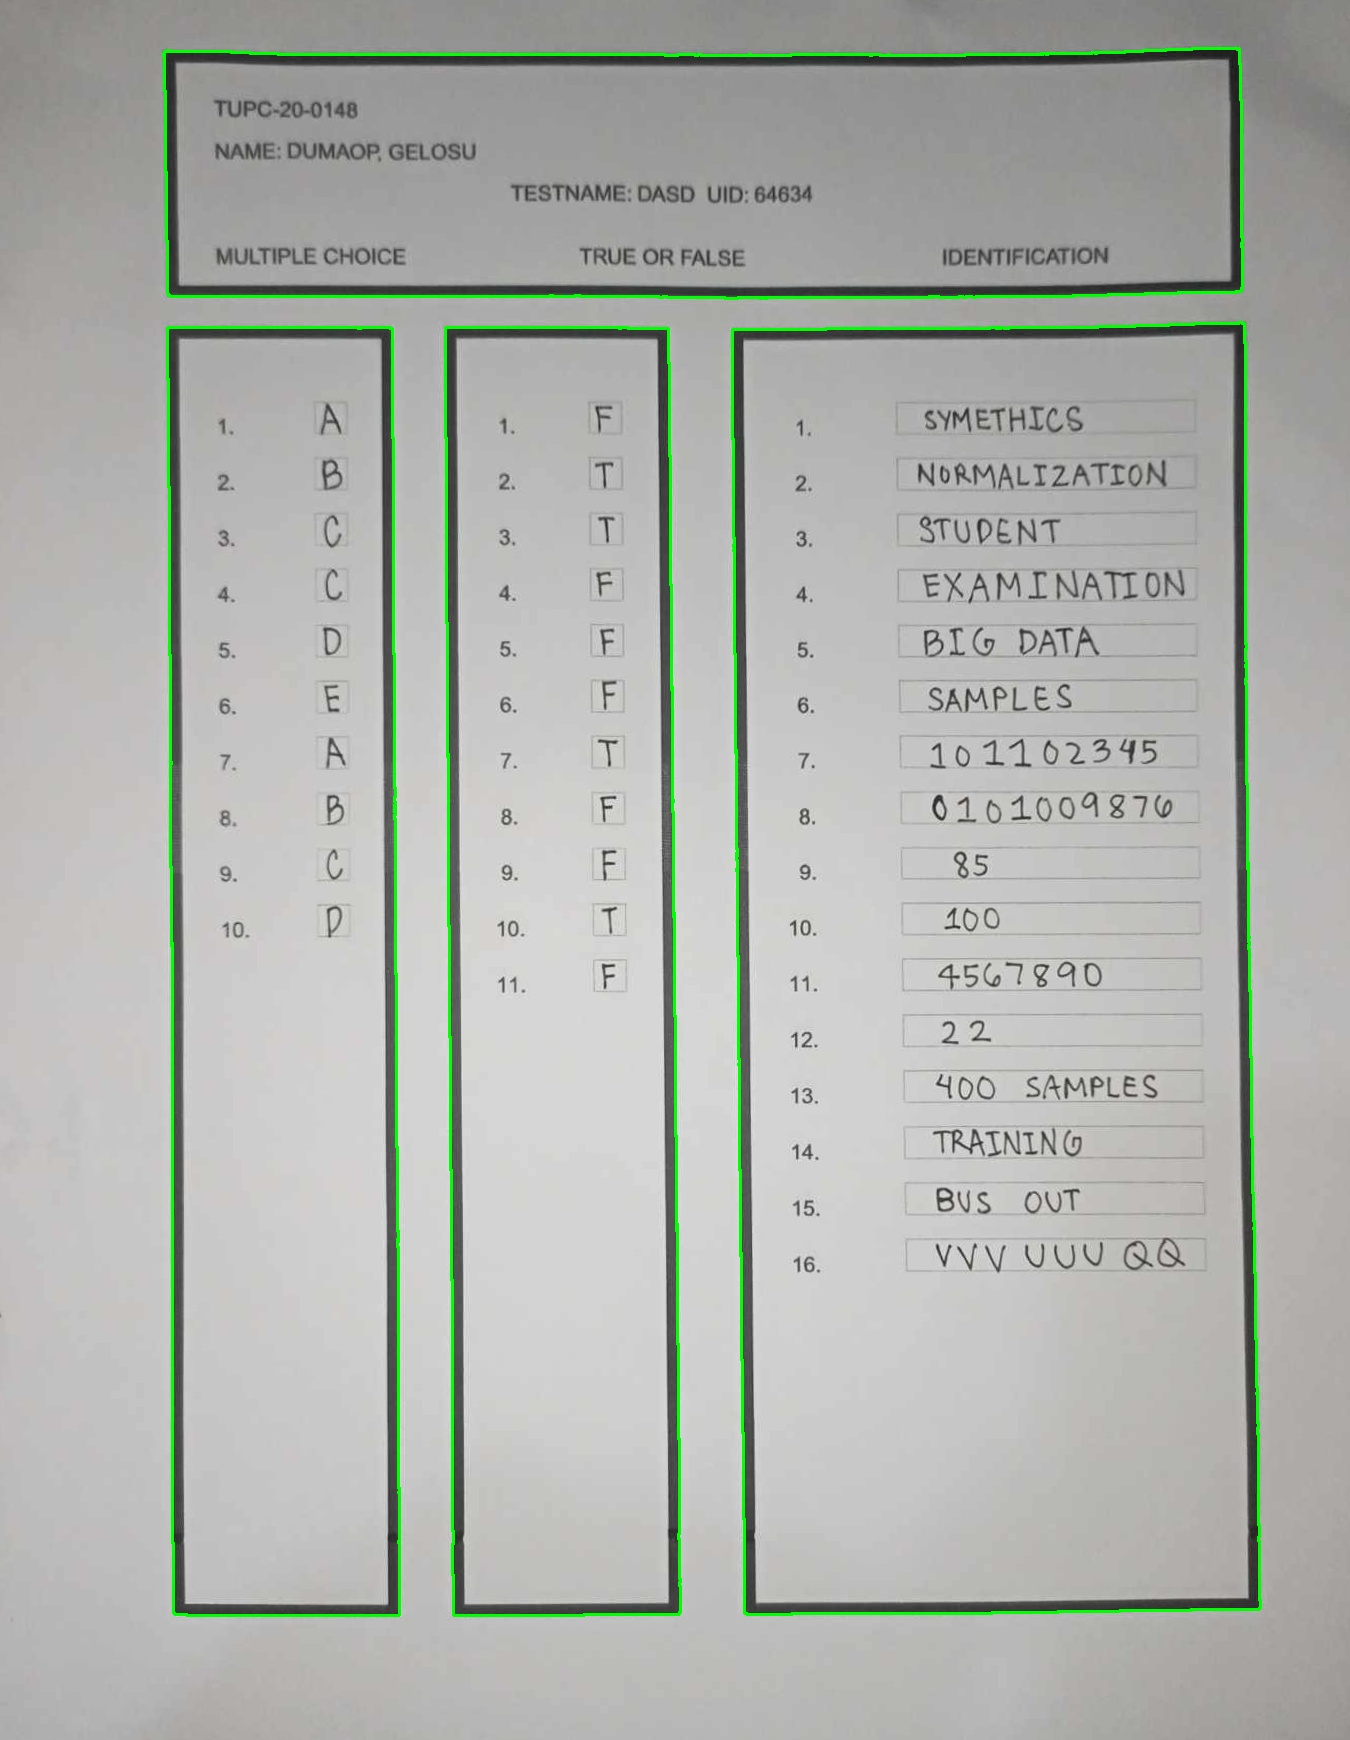 TUPC-20-0148
NAME: DUMAOP, GELOSU
TESTNAME: DASD UID: 64634
MULTIPLE CHOICE TRUE OR FALSE IDENTIFICATION
1. A
2. B
3. C
4. C
5. D
6. E
7. A
8. B
9. C
10. D
1. F
2. T
3. T
4. F
5. F
6. F
7. T
8. F
9. F
10. T
11. F
1. SYMETHICS
2. NORMALIZATION
3. STUDENT
4. EXAMINATION
5. BIG DATA
6. SAMPLES
7. 101102345
8. 0101009876
9. 85
10. 100
11. 4567890
12. 22
13. 400 SAMPLES
14. TRAINING
15. BUS OUT
16. VVV UUU QQ